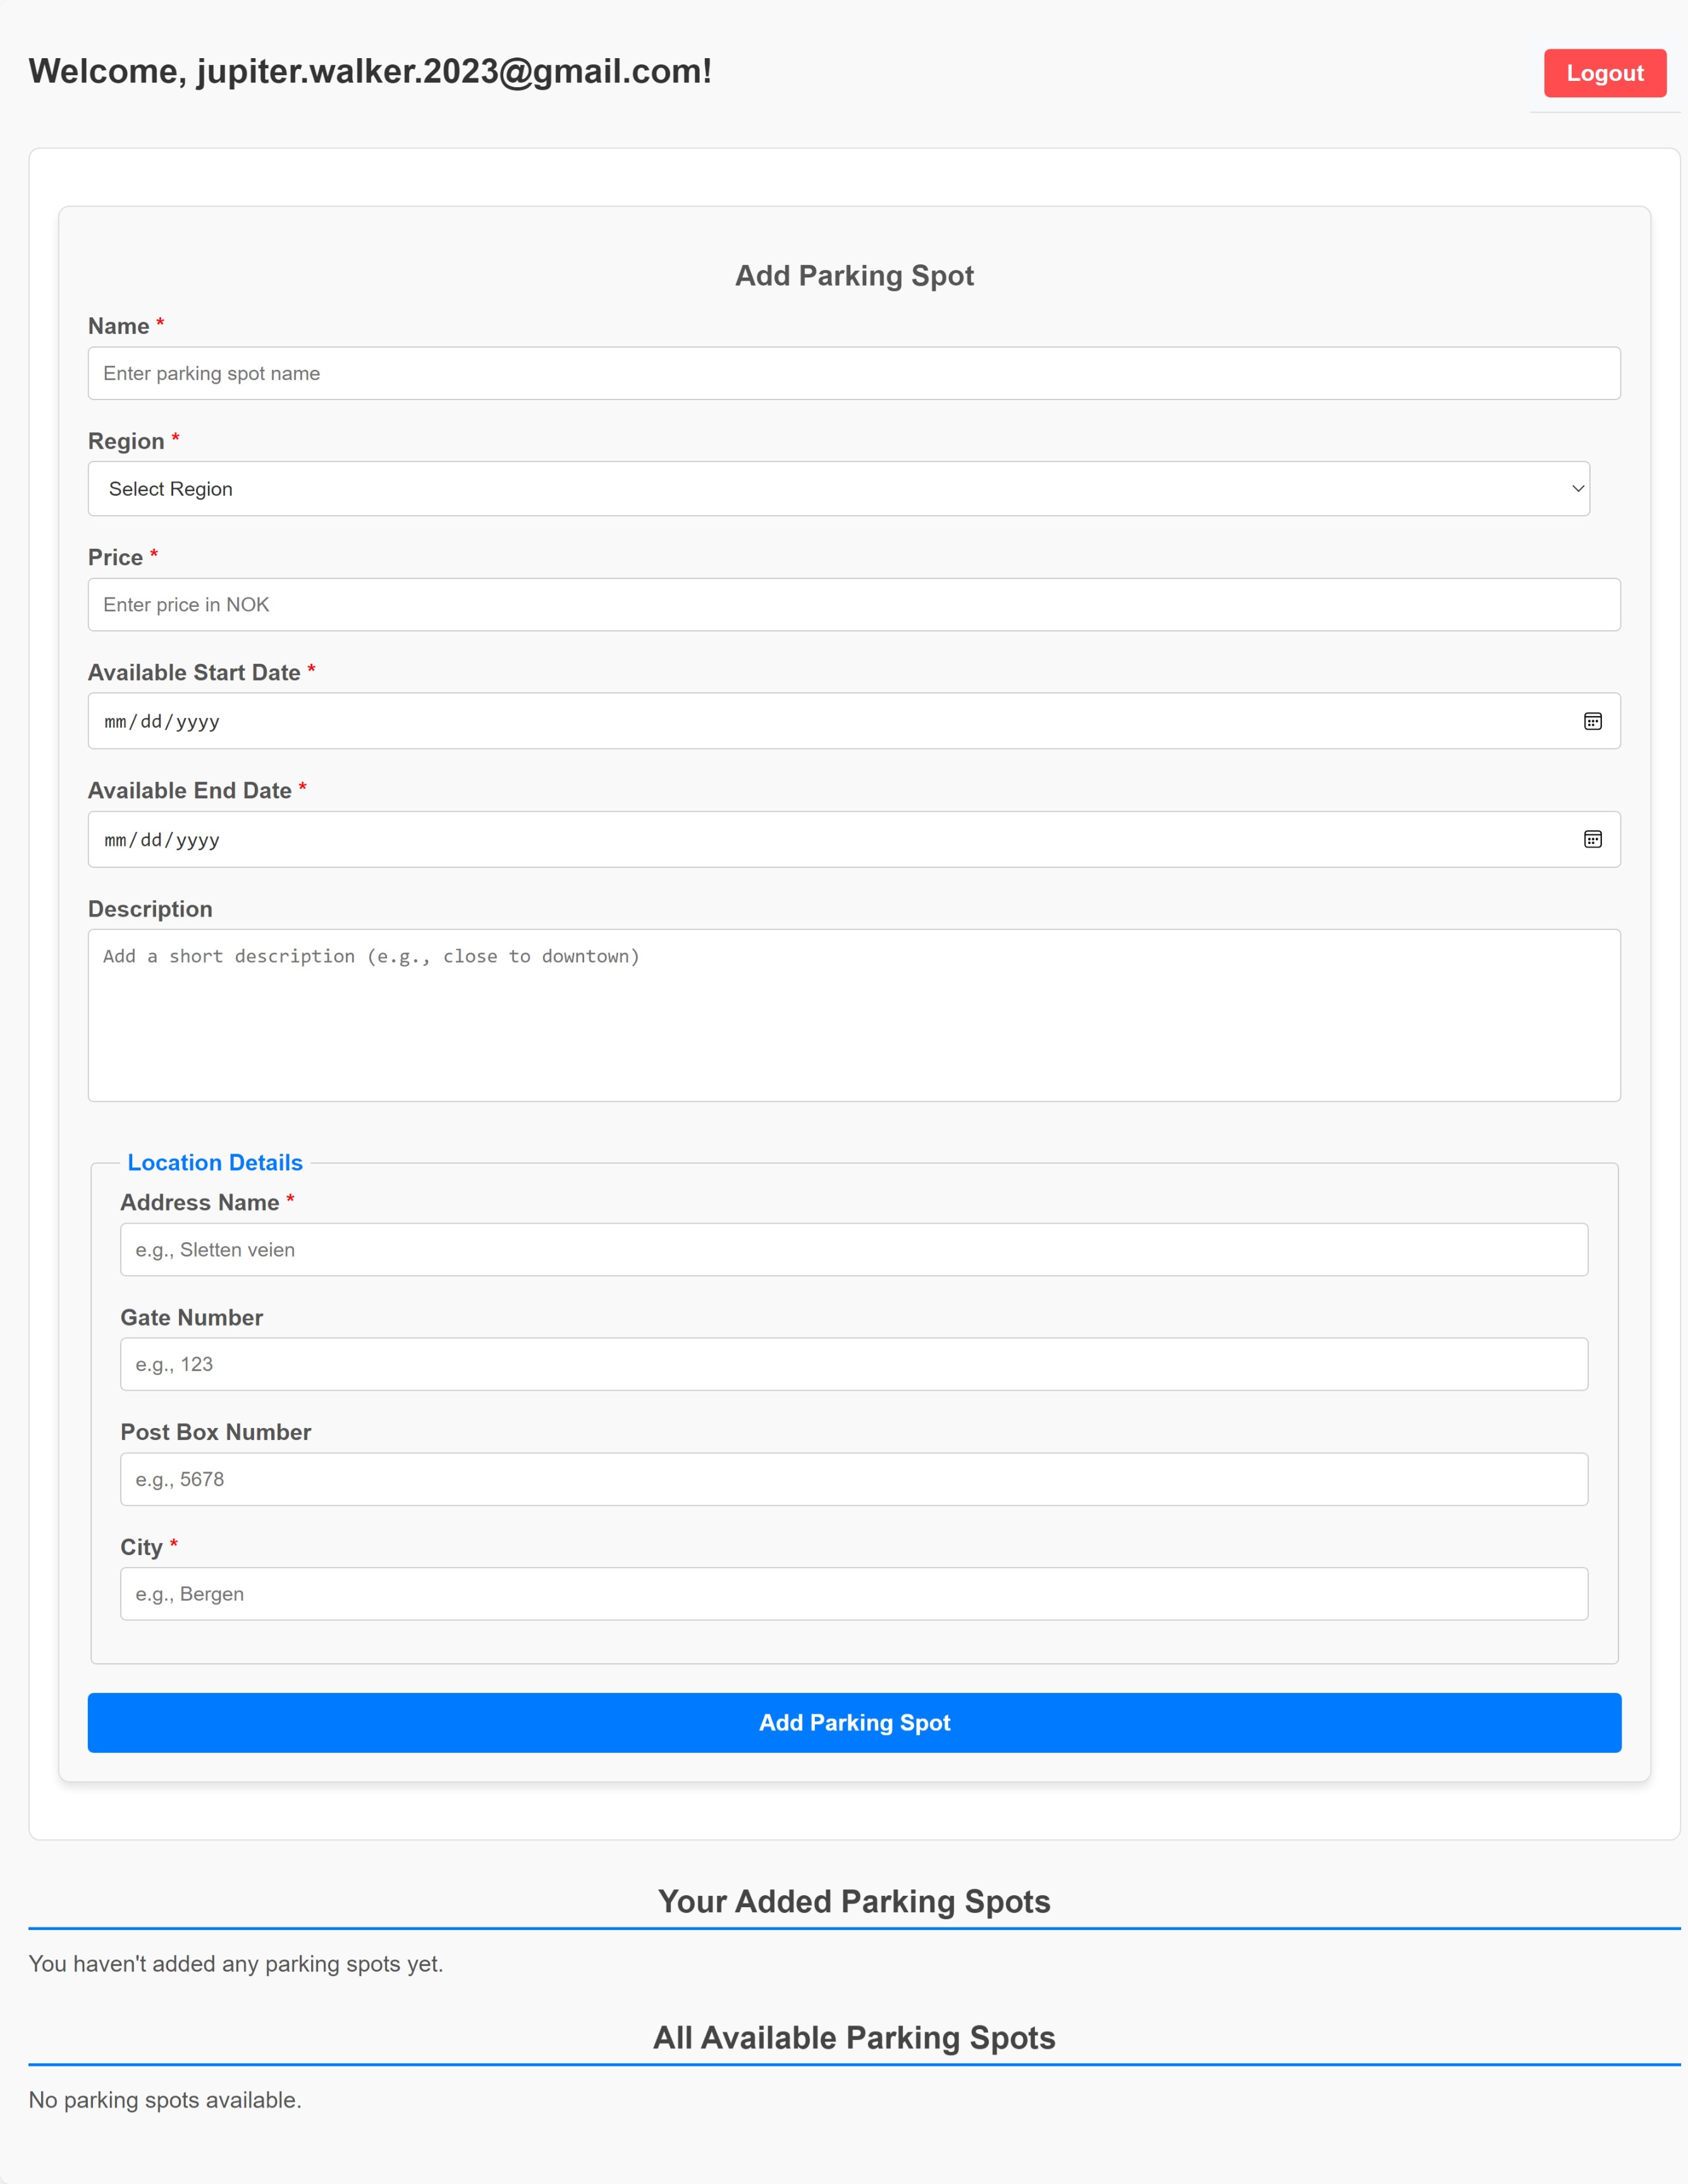 Welcome, jupiter.walker.2023@gmail.com!
Logout
Add Parking Spot
Name *
Enter parking spot name
Region *
Select Region
Price *
Enter price in NOK
Available Start Date *
mm/dd/yyyy
Available End Date *
mm/dd/yyyy
Description
Add a short description (e.g., close to downtown)
Location Details
Address Name *
e.g., Sletten veien
Gate Number
e.g., 123
Post Box Number
e.g., 5678
City *
e.g., Bergen
Add Parking Spot
Your Added Parking Spots
You haven't added any parking spots yet.
All Available Parking Spots
No parking spots available.